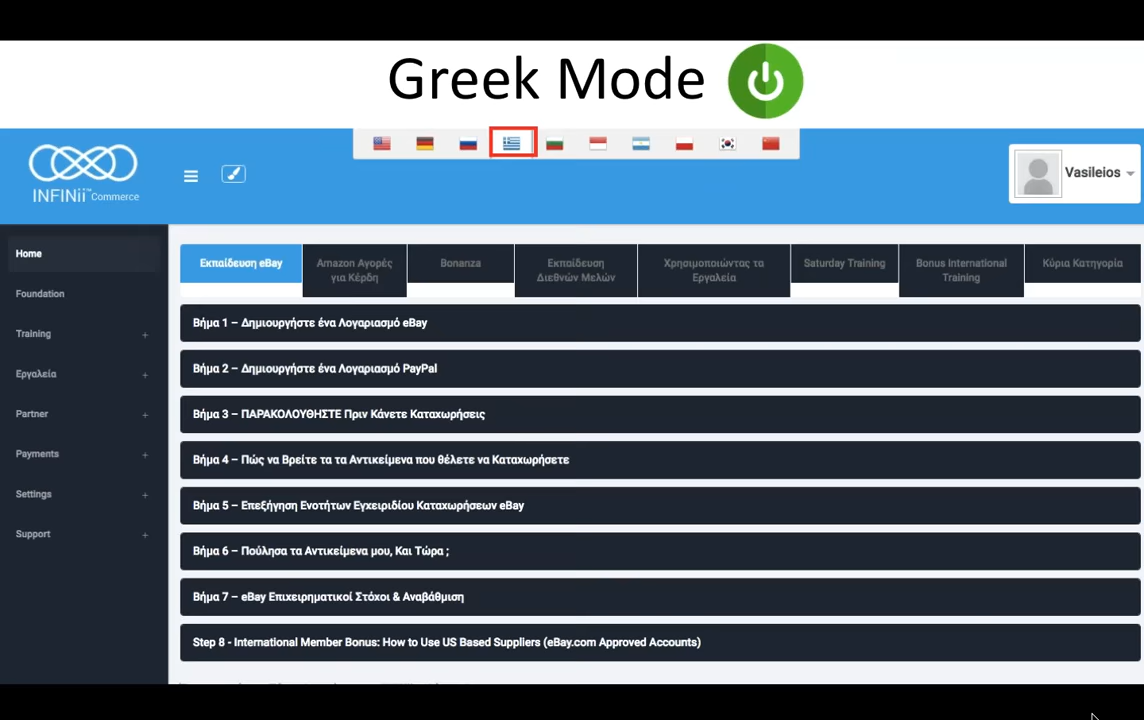 Greek Mode
INFINii™Commerce
Vasileios
Home
Foundation
Training +
Εργαλεία +
Partner +
Payments +
Settings +
Support +
Εκπαίδευση eBay
Amazon Αγορές
για Κέρδη
Bonanza
Εκπαίδευση
Διεθνών Μελών
Χρησιμοποιώντας τα
Εργαλεία
Saturday Training
Bonus International
Training
Κύρια Κατηγορία
Βήμα 1 – Δημιουργήστε ένα Λογαριασμό eBay
Βήμα 2 – Δημιουργήστε ένα Λογαριασμό PayPal
Βήμα 3 – ΠΑΡΑΚΟΛΟΥΘΗΣΤΕ Πριν Κάνετε Καταχωρήσεις
Βήμα 4 – Πώς να Βρείτε τα τα Αντικείμενα που θέλετε να Καταχωρήσετε
Βήμα 5 – Επεξήγηση Ενοτήτων Εγχειριδίου Καταχωρήσεων eBay
Βήμα 6 – Πούλησα τα Αντικείμενα μου, Και Τώρα ;
Βήμα 7 – eBay Επιχειρηματικοί Στόχοι & Αναβάθμιση
Step 8 - International Member Bonus: How to Use US Based Suppliers (eBay.com Approved Accounts)